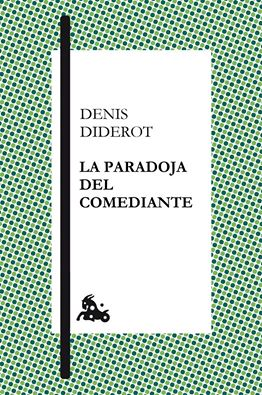 DENIS
DIDEROT
LA PARADOJA
DEL
COMEDIANTE